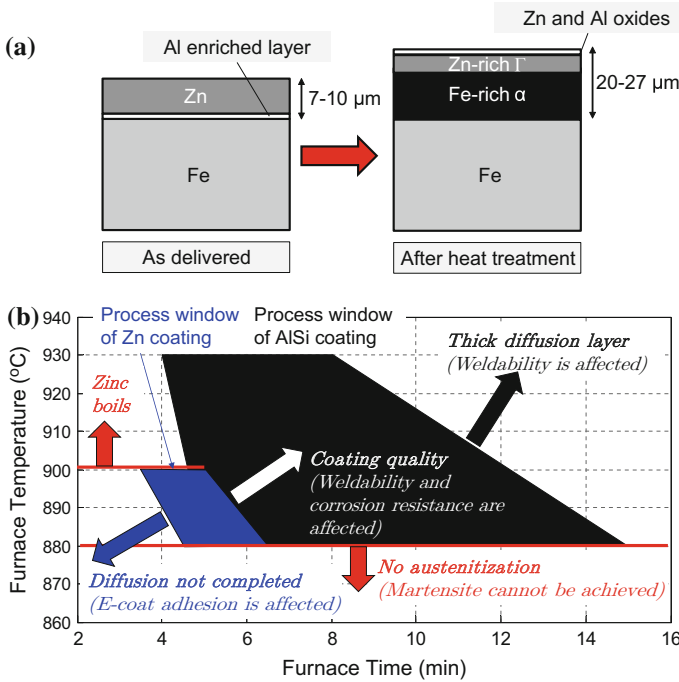 (a)
Al enriched layer
Zn and Al oxides
Zn
7-10 μm
Fe
As delivered
Zn-rich Γ
Fe-rich α
20-27 μm
Fe
After heat treatment
(b)
Furnace Temperature (ºC)
940
930
920
910
900
890
880
870
860
Process window
of Zn coating
Process window
of AlSi coating
Thick diffusion layer
(Weldability is affected)
Zinc
boils
Coating quality
(Weldability and
corrosion resistance are
affected)
Diffusion not completed
(E-coat adhesion is affected)
No austenitization
(Martensite cannot be achieved)
2 4 6 8 10 12 14 16
Furnace Time (min)